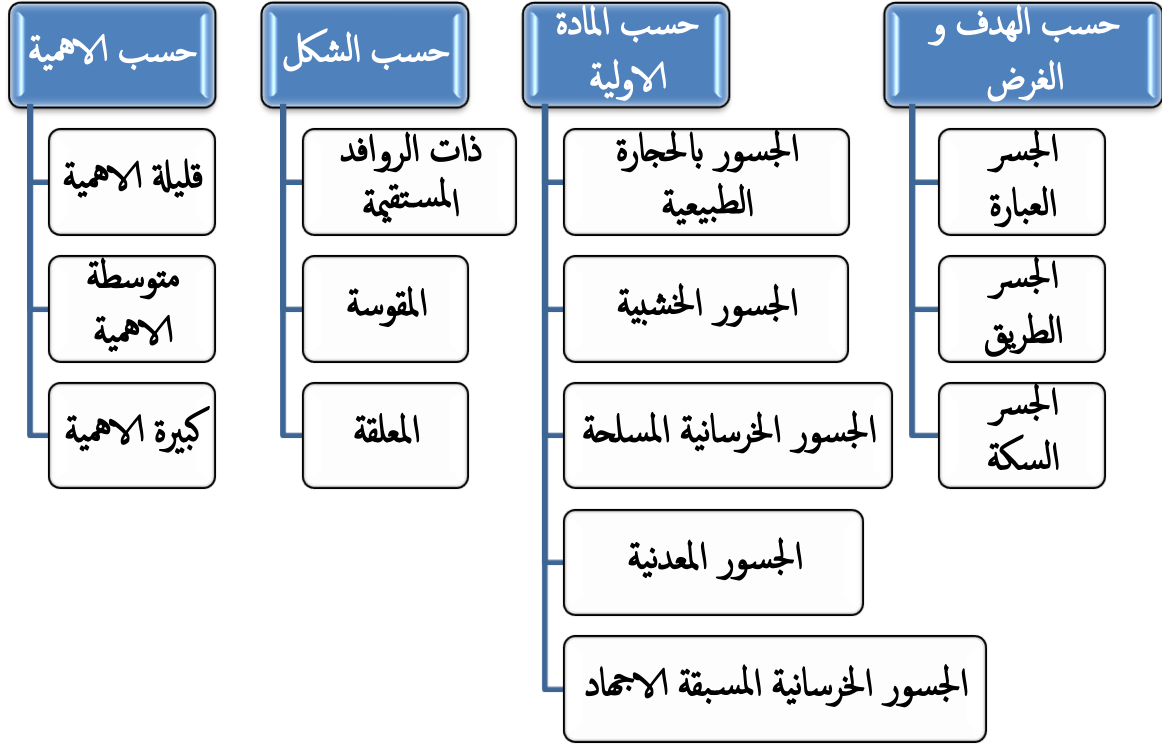 حسب الهدف و
الغرض
الجسر
العبارة
الجسر
الطريق
الجسر
السكة
حسب المادة
الاولية
الجسور بالحجارة
الطبيعية
الجسور الخشبية
الجسور الخرسانية المسلحة
الجسور المعدنية
الجسور الخرسانية المسبقة الاجهاد
حسب الشكل
ذات الروافد
المستقيمة
المقوسة
المعلقة
حسب الاهمية
قليلة الاهمية
متوسطة
الاهمية
كبيرة الاهمية